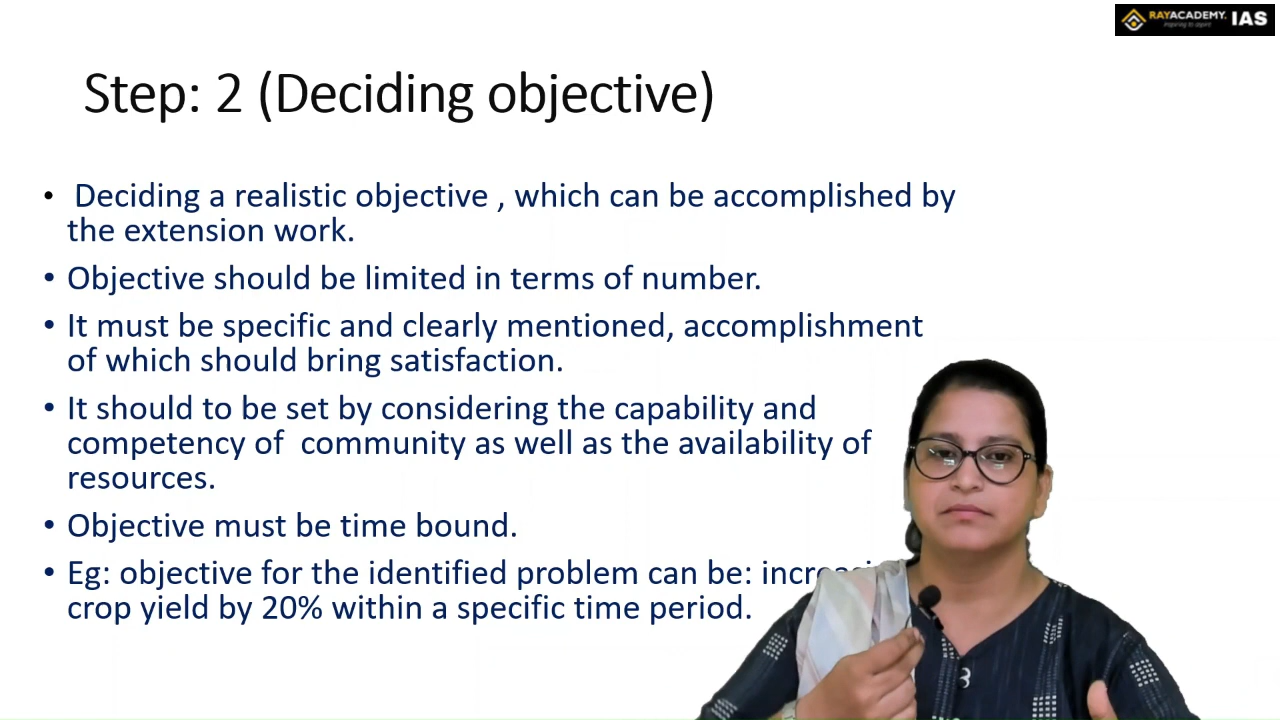 RAYACADEMY. IAS
inspiring to aspire
Step: 2 (Deciding objective)
• Deciding a realistic objective , which can be accomplished by
the extension work.
• Objective should be limited in terms of number.
• It must be specific and clearly mentioned, accomplishment
of which should bring satisfaction.
• It should to be set by considering the capability and
competency of community as well as the availability of
resources.
• Objective must be time bound.
• Eg: objective for the identified problem can be:
crop yield by 20% within a specific time period.